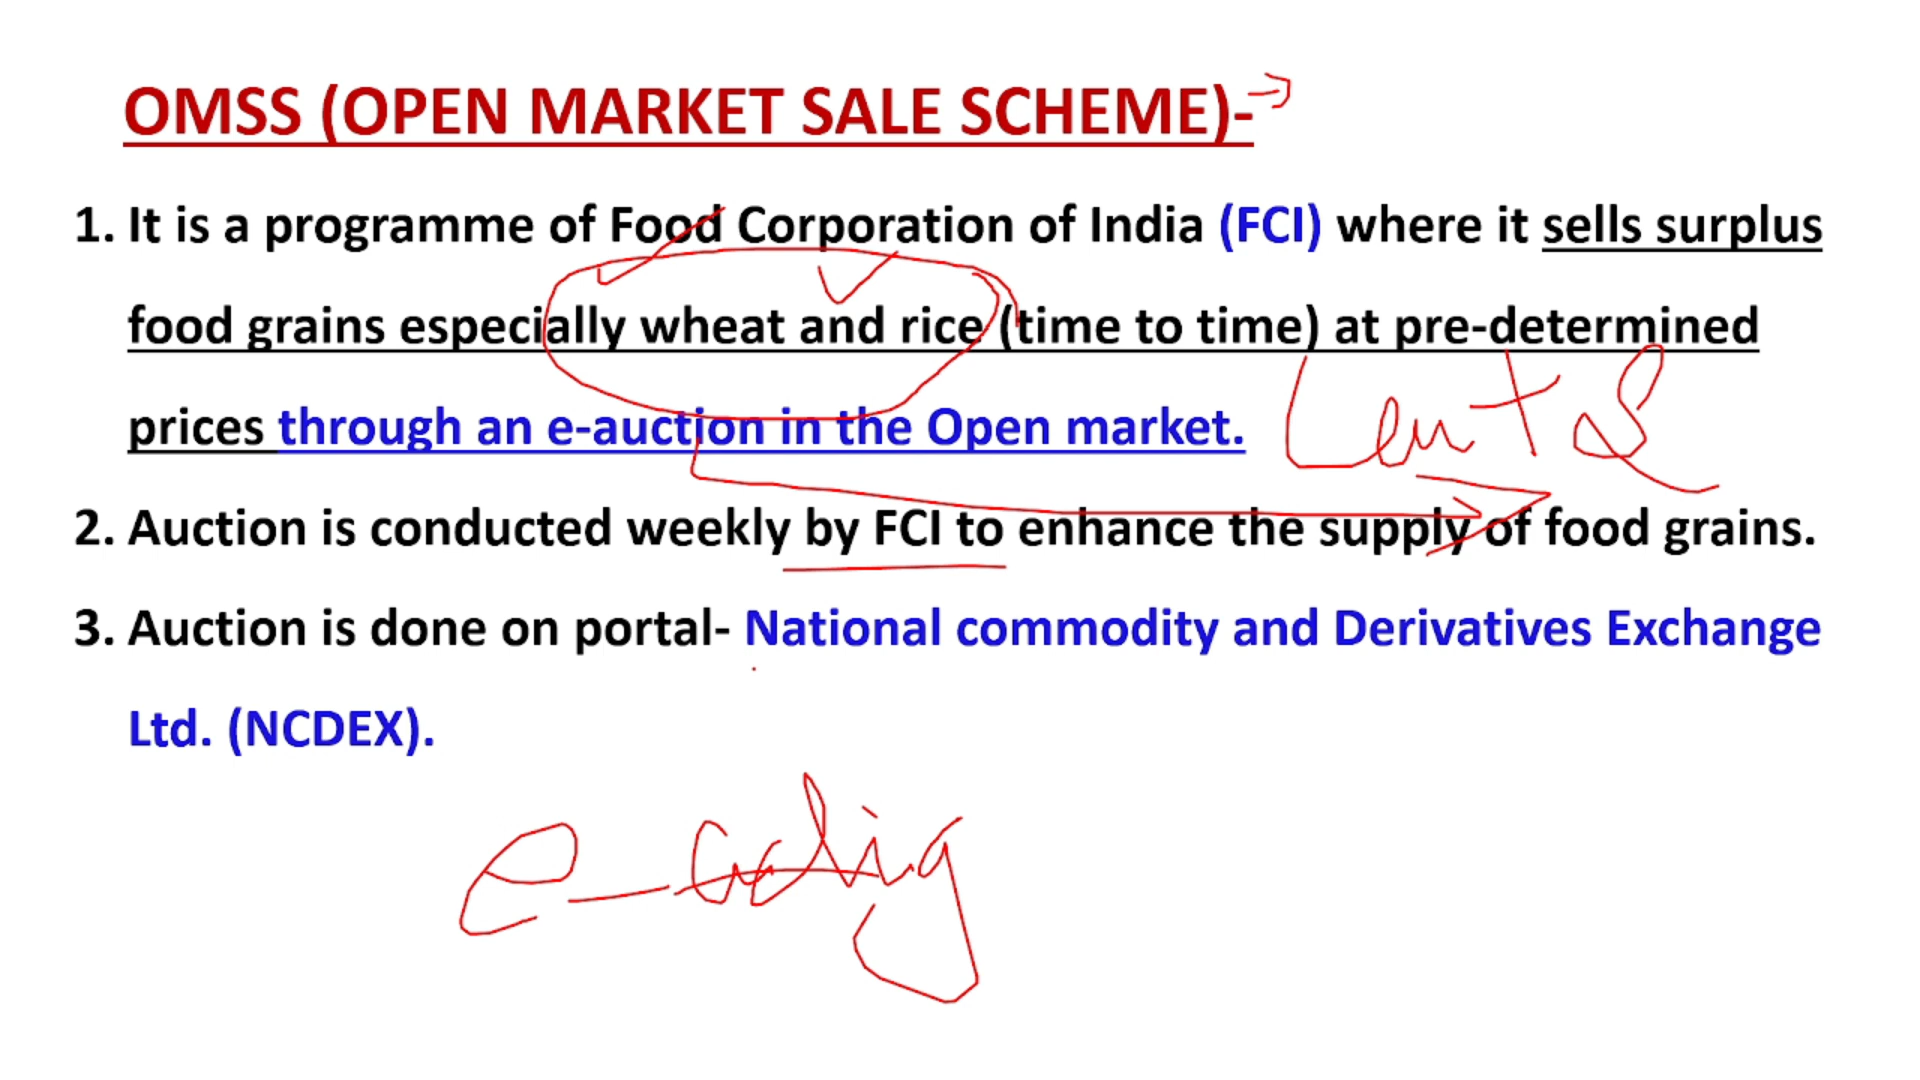 OMSS (OPEN MARKET SALE SCHEME)-
1. It is a programme of Food Corporation of India (FCI) where it sells surplus
food grains especially wheat and rice (time to time) at pre-determined
prices through an e-auction in the Open market.
2. Auction is conducted weekly by FCI to enhance the supply of food grains.
3. Auction is done on portal- National commodity and Derivatives Exchange
Ltd. (NCDEX).